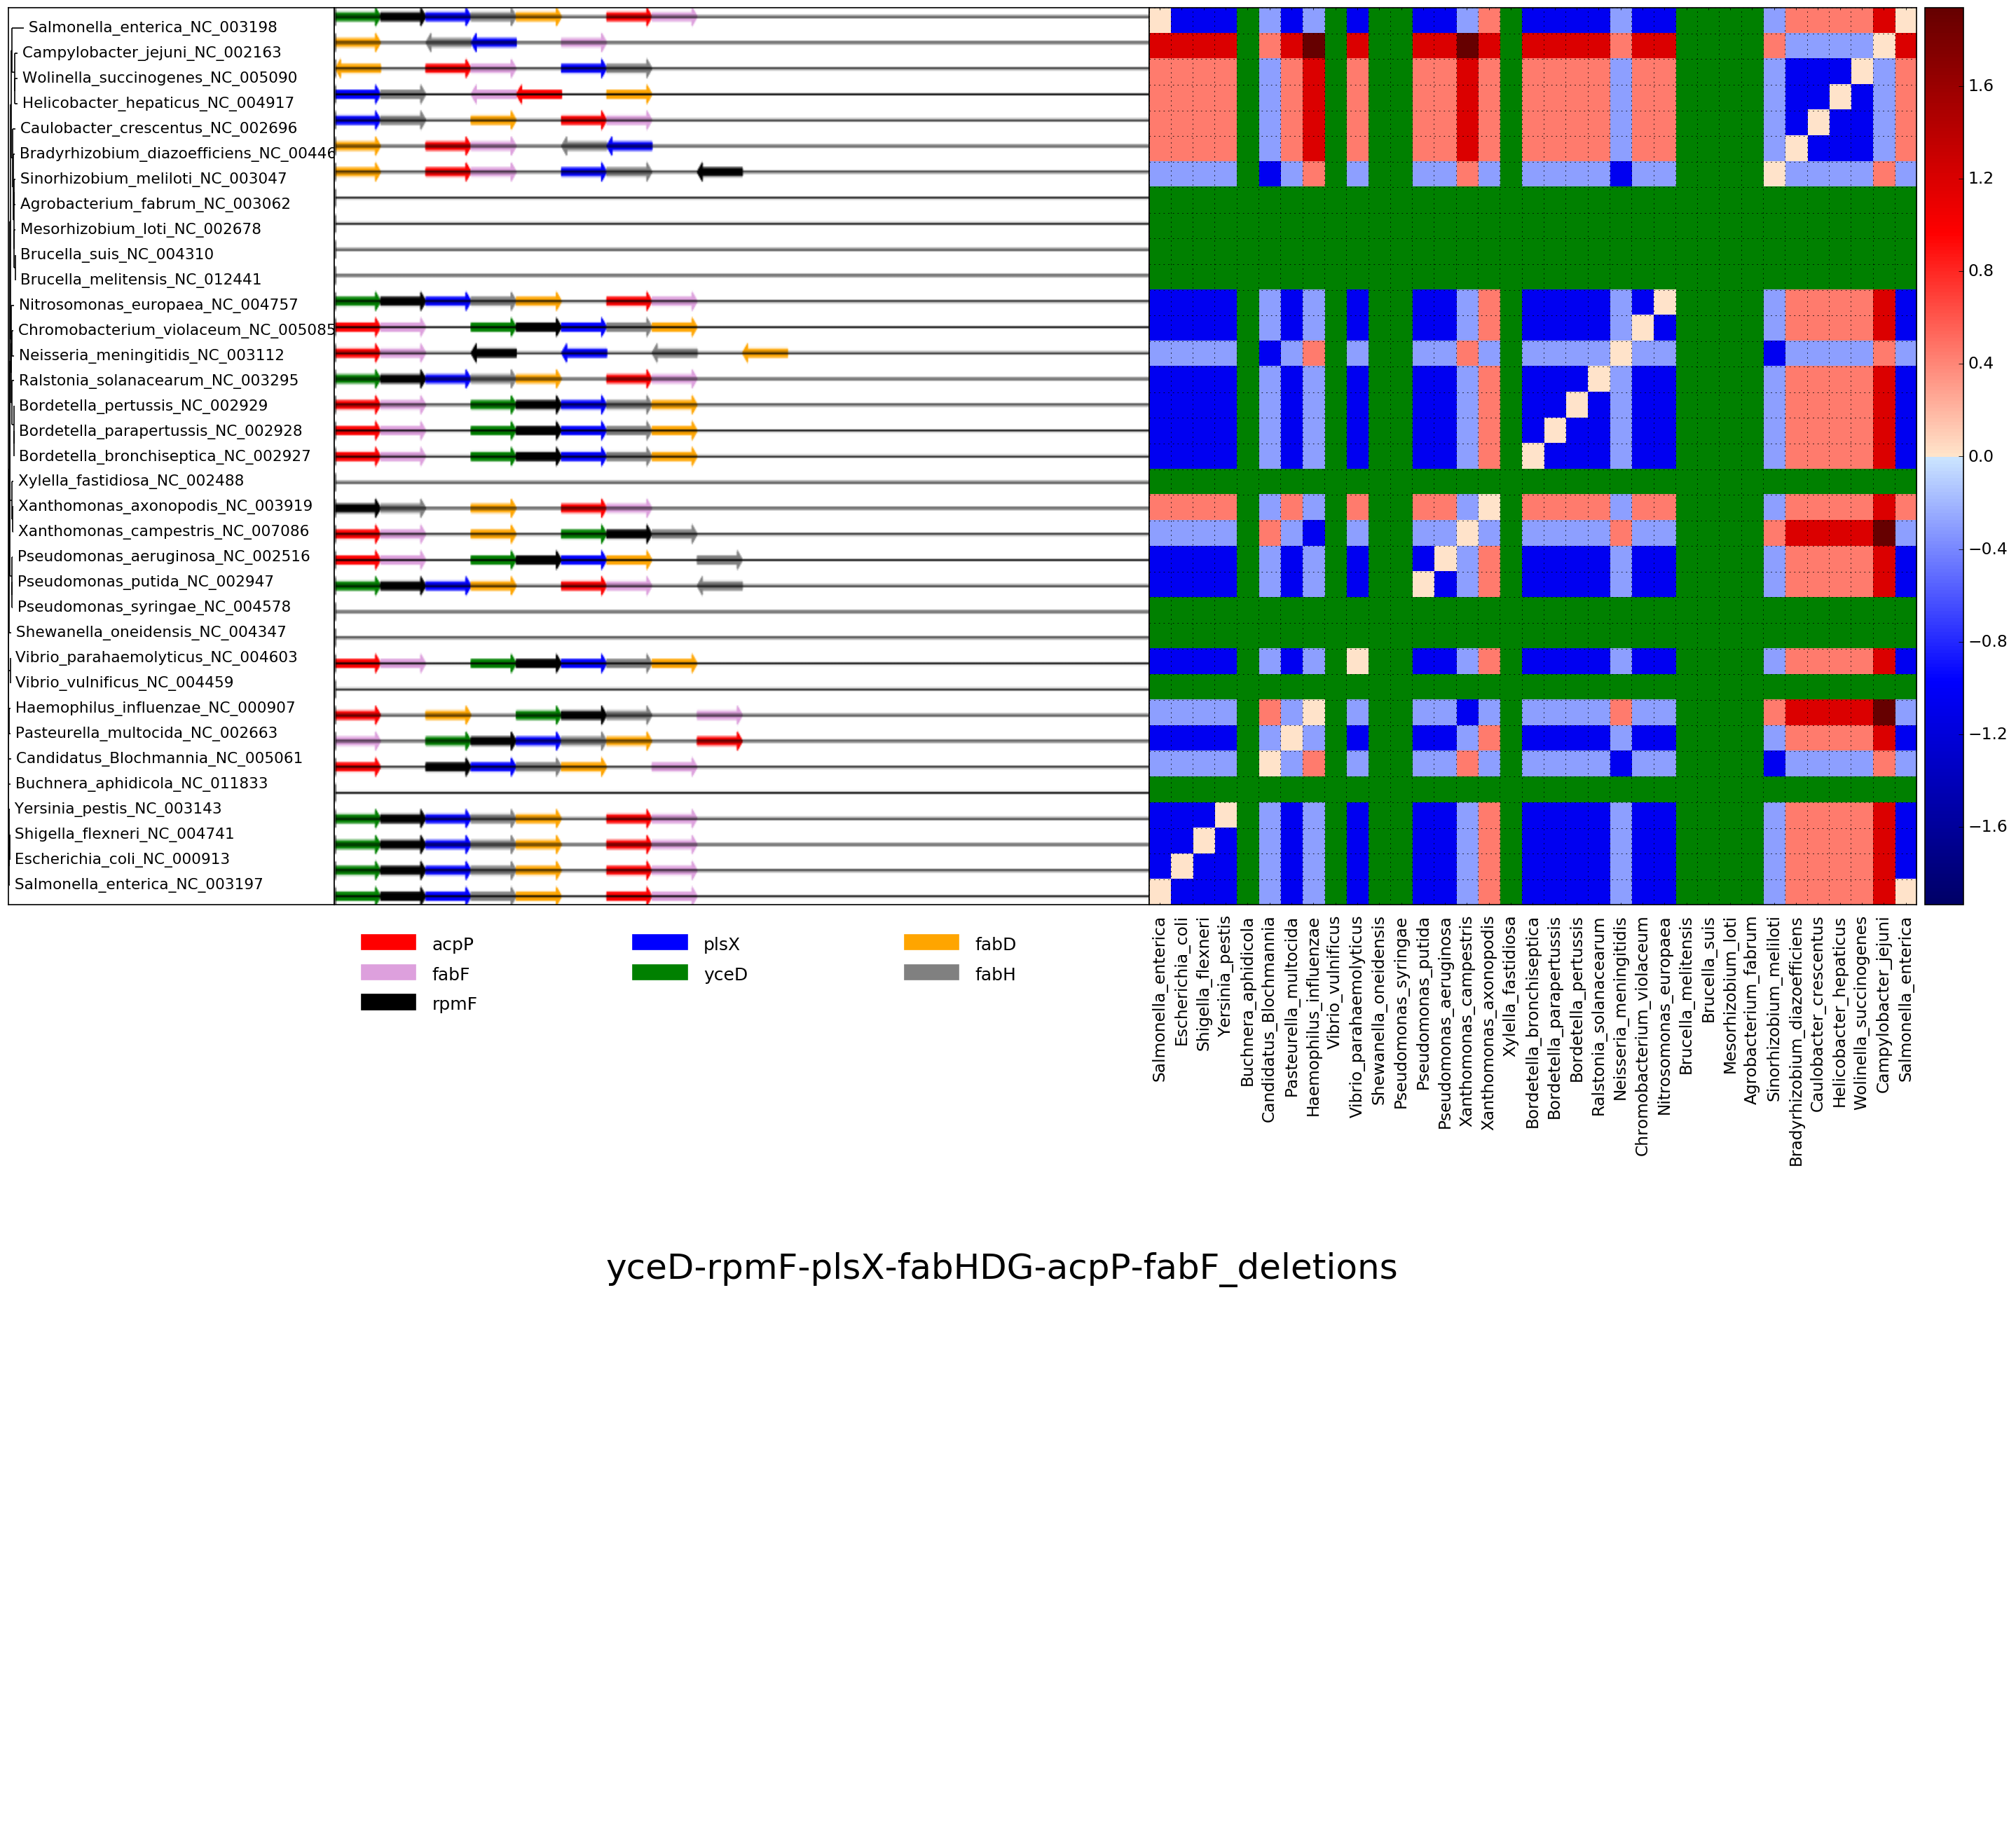 Salmonella_enterica_NC_003198
Campylobacter_jejuni_NC_002163
Wolinella_succinogenes_NC_005090
Helicobacter_hepaticus_NC_004917
Caulobacter_crescentus_NC_002696
Bradyrhizobium_diazoefficiens_NC_00446
Sinorhizobium_meliloti_NC_003047
Agrobacterium_fabrum_NC_003062
Mesorhizobium_loti_NC_002678
Brucella_suis_NC_004310
Brucella_melitensis_NC_012441
Nitrosomonas_europaea_NC_004757
Chromobacterium_violaceum_NC_005085
Neisseria_meningitidis_NC_003112
Ralstonia_solanacearum_NC_003295
Bordetella_pertussis_NC_002929
Bordetella_parapertussis_NC_002928
Bordetella_bronchiseptica_NC_002927
Xylella_fastidiosa_NC_002488
Xanthomonas_axonopodis_NC_003919
Xanthomonas_campestris_NC_007086
Pseudomonas_aeruginosa_NC_002516
Pseudomonas_putida_NC_002947
Pseudomonas_syringae_NC_004578
Shewanella_oneidensis_NC_004347
Vibrio_parahaemolyticus_NC_004603
Vibrio_vulnificus_NC_004459
Haemophilus_influenzae_NC_000907
Pasteurella_multocida_NC_002663
Candidatus_Blochmannia_NC_005061
Buchnera_aphidicola_NC_011833
Yersinia_pestis_NC_003143
Shigella_flexneri_NC_004741
Escherichia_coli_NC_000913
Salmonella_enterica_NC_003197
1.6
1.2
0.8
0.4
0.0
−0.4
−0.8
−1.2
−1.6
Salmonella_enterica
Escherichia_coli
Shigella_flexneri
Yersinia_pestis
Buchnera_aphidicola
Candidatus_Blochmannia
Pasteurella_multocida
Haemophilus_influenzae
Vibrio_vulnificus
Vibrio_parahaemolyticus
Shewanella_oneidensis
Pseudomonas_syringae
Pseudomonas_putida
Pseudomonas_aeruginosa
Xanthomonas_campestris
Xanthomonas_axonopodis
Xylella_fastidiosa
Bordetella_bronchiseptica
Bordetella_parapertussis
Bordetella_pertussis
Ralstonia_solanacearum
Neisseria_meningitidis
Chromobacterium_violaceum
Nitrosomonas_europaea
Brucella_melitensis
Brucella_suis
Mesorhizobium_loti
Agrobacterium_fabrum
Sinorhizobium_meliloti
Bradyrhizobium_diazoefficiens
Caulobacter_crescentus
Helicobacter_hepaticus
Wolinella_succinogenes
Campylobacter_jejuni
Salmonella_enterica
acpP
fabF
rpmF
plsX
yceD
fabD
fabH
yceD-rpmF-plsX-fabHDG-acpP-fabF_deletions